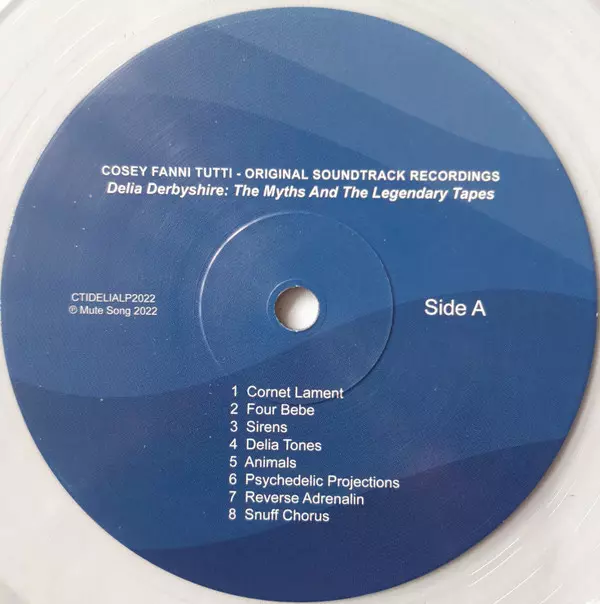 COSEY FANNI TUTTI - ORIGINAL SOUNDTRACK RECORDINGS
Delia Derbyshire: The Myths And The Legendary Tapes
CTIDELIALP2022
℗ Mute Song 2022
Side A
1 Cornet Lament
2 Four Bebe
3 Sirens
4 Delia Tones
5 Animals
6 Psychedelic Projections
7 Reverse Adrenalin
8 Snuff Chorus